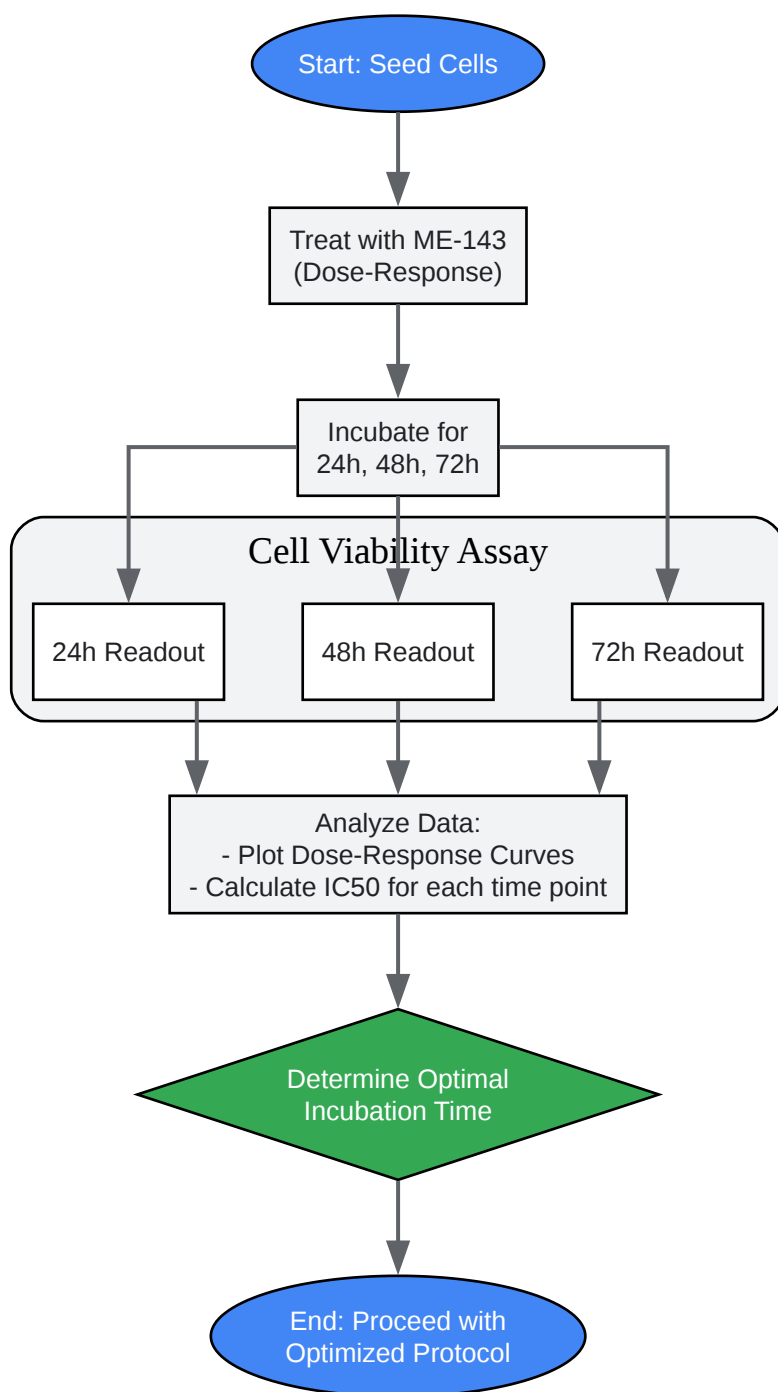 Start: Seed Cells
Treat with ME-143
(Dose-Response)
Incubate for
24h, 48h, 72h
Cell Viability Assay
24h Readout
48h Readout
72h Readout
Analyze Data:
- Plot Dose-Response Curves
- Calculate IC50 for each time point
Determine Optimal
Incubation Time
End: Proceed with
Optimized Protocol